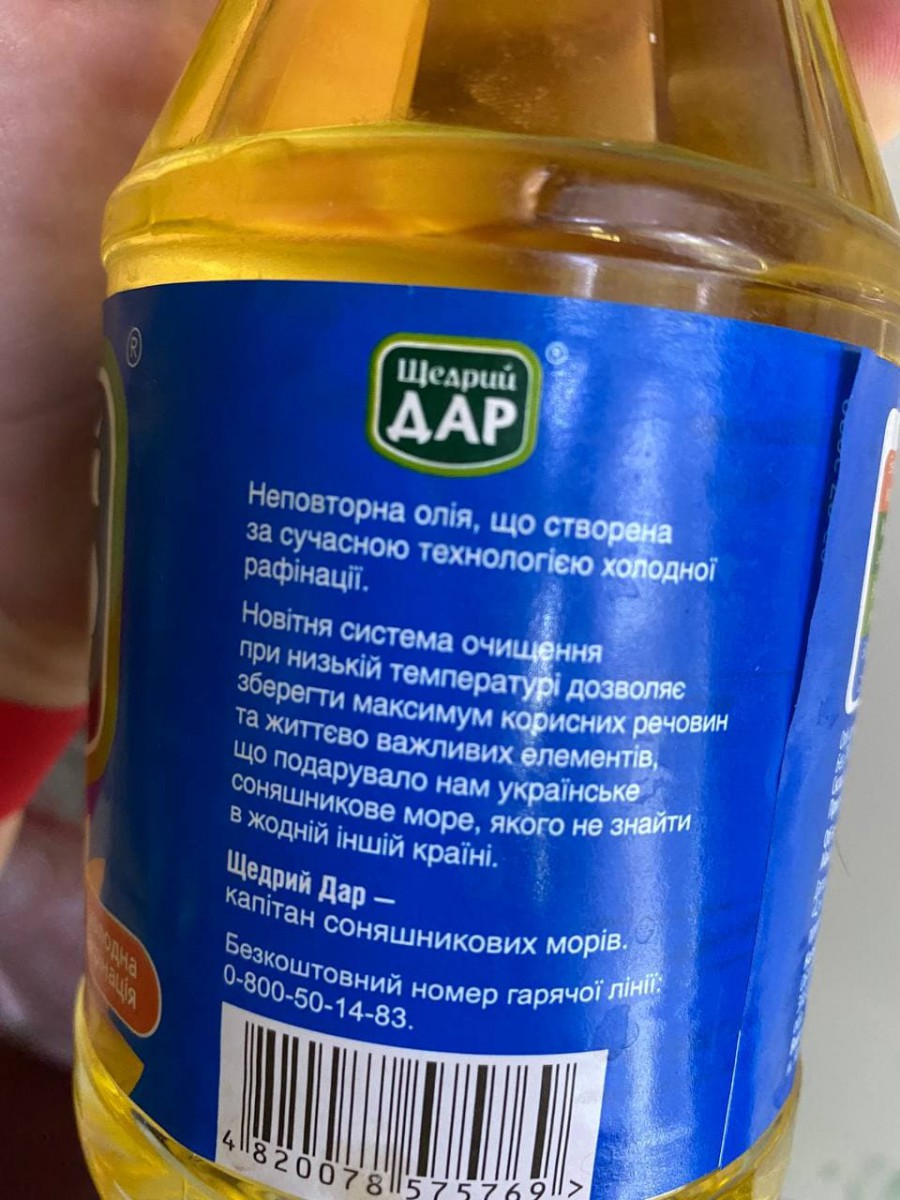 ®
Щедрий
ДАР
®
Неповторна олія, що створена
за сучасною технологією холодної
рафінації.
Новітня система очищення
при низькій температурі дозволяє
зберегти максимум корисних речовин
та життєво важливих елементів,
що подарувало нам українське
соняшникове море, якого не знайти
в жодній іншій країні.
Щедрий Дар –
капітан соняшникових морів.
Безкоштовний номер гарячої лінії:
0-800-50-14-83.
4 820078 575769 >